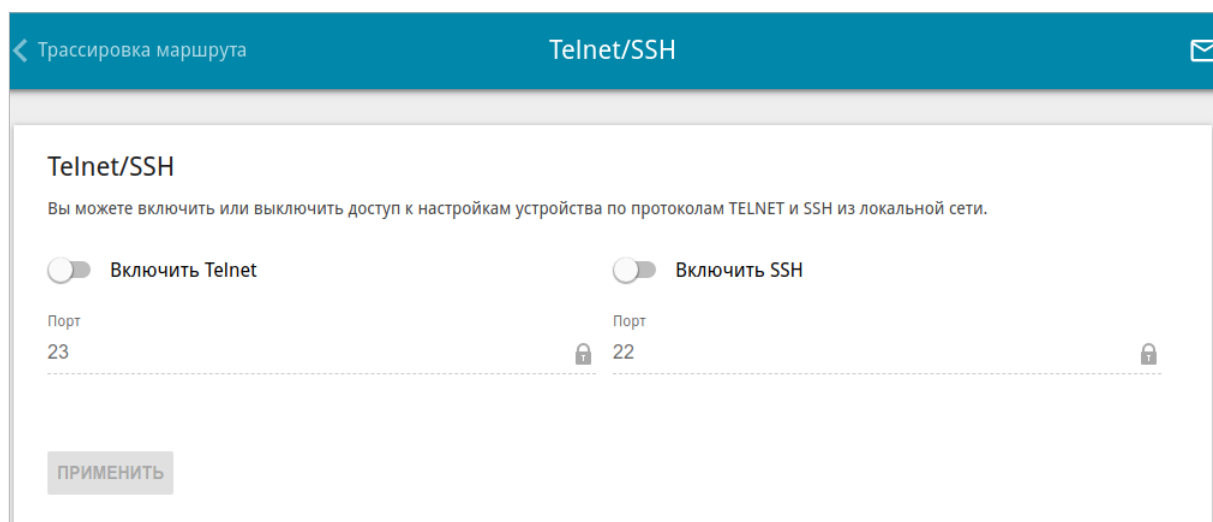 Трассировка маршрута
Telnet/SSH
Telnet/SSH
Вы можете включить или выключить доступ к настройкам устройства по протоколам TELNET и SSH из локальной сети.
Включить Telnet
Включить SSH
Порт
Порт
23
22
ПРИМЕНИТЬ